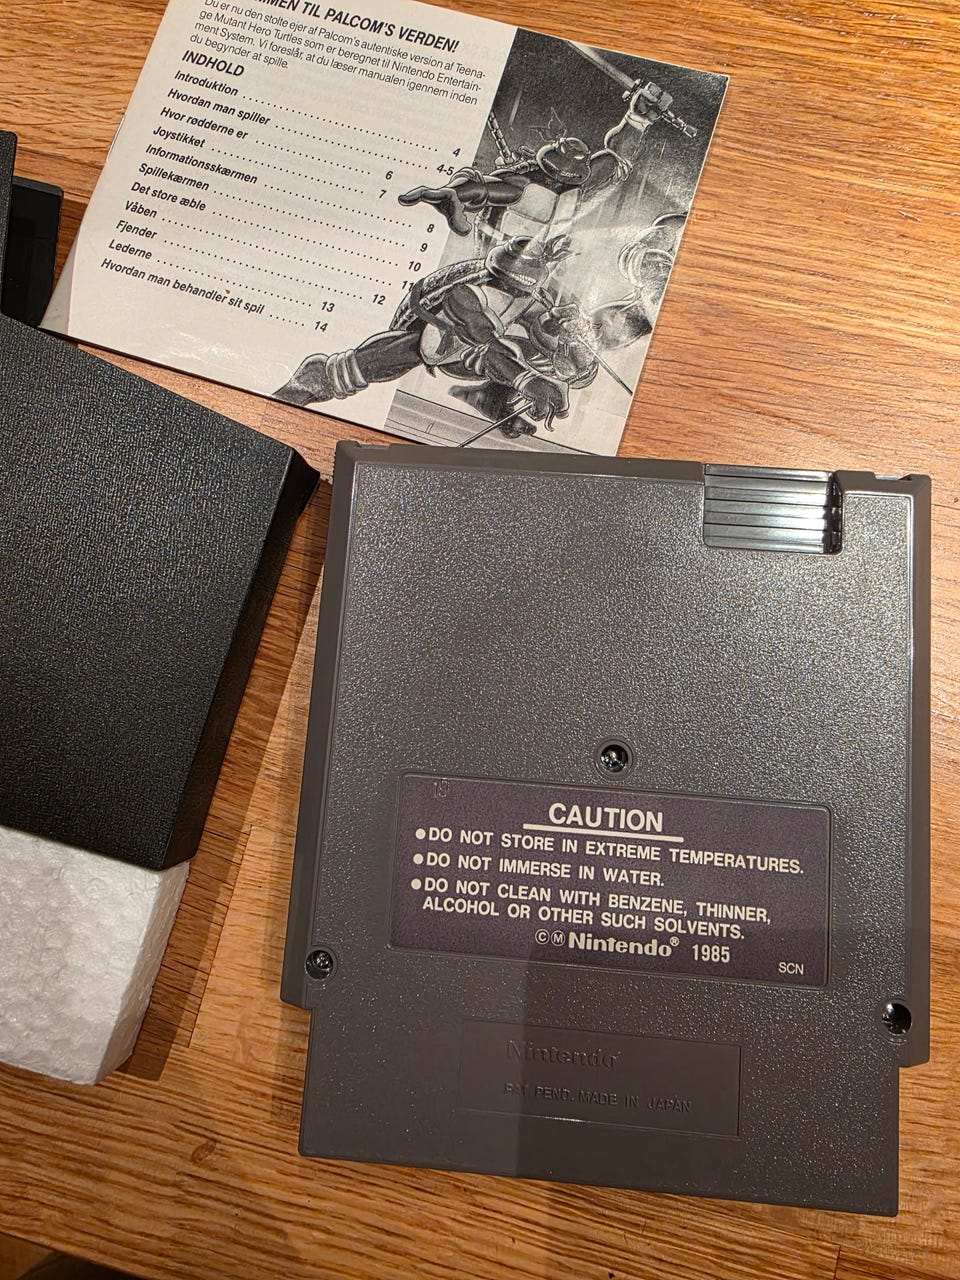 MMEN TIL PALCOM'S VERDEN!
Du er nu den stolte ejer af Palcom's autentiske version af Teena-
ge Mutant Hero Turtles som er beregnet til Nintendo Entertain-
ment System. Vi foreslår, at du læser manualen igennem inden
du begynder at spille.
INDHOLD
Introduktion 4
Hvordan man spiller 4-5
Hvor rødderne er 6
Joystikket 7
Informationsskærmen 8
Spillekærmen 9
Det store æble 10
Våben 11
Fjender 12
Lederne 13
Hvordan man behandler sit spil 14
CAUTION
●DO NOT STORE IN EXTREME TEMPERATURES.
●DO NOT IMMERSE IN WATER.
●DO NOT CLEAN WITH BENZENE, THINNER,
ALCOHOL OR OTHER SUCH SOLVENTS.
ⒸⓂNintendo® 1985
SCN
Nintendo®
PAT PEND. MADE IN JAPAN